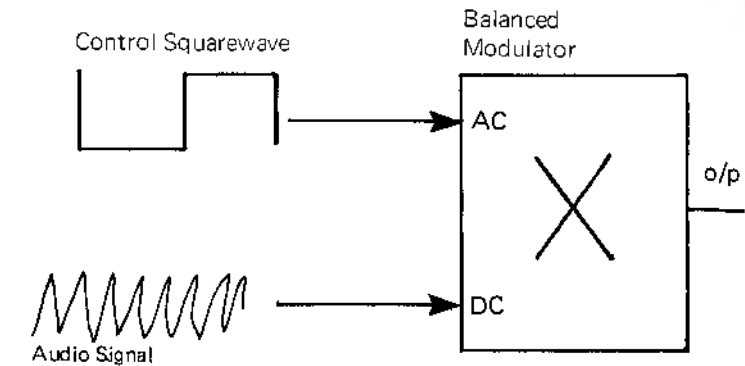 Balanced
Modulator
Control Squarewave
AC
X
o/p
DC
Audio Signal